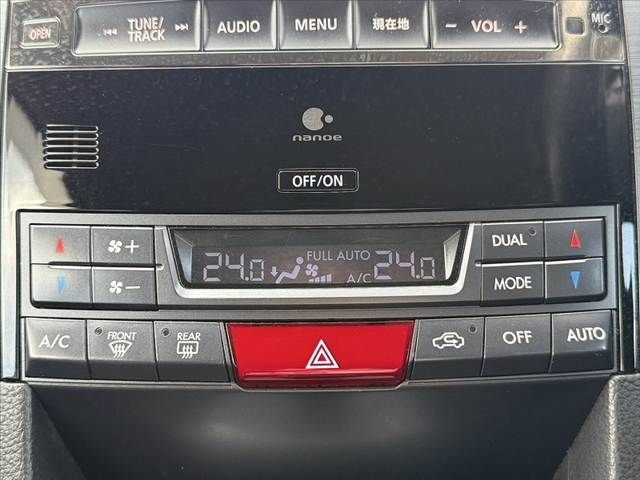 OPEN
TUNE/
TRACK
AUDIO
MENU
現在地
− VOL +
MIC
nanoe
OFF/ON
+
−
24.0
FULL AUTO
A/C
24.0
DUAL
MODE
A/C
FRONT
REAR
OFF
AUTO